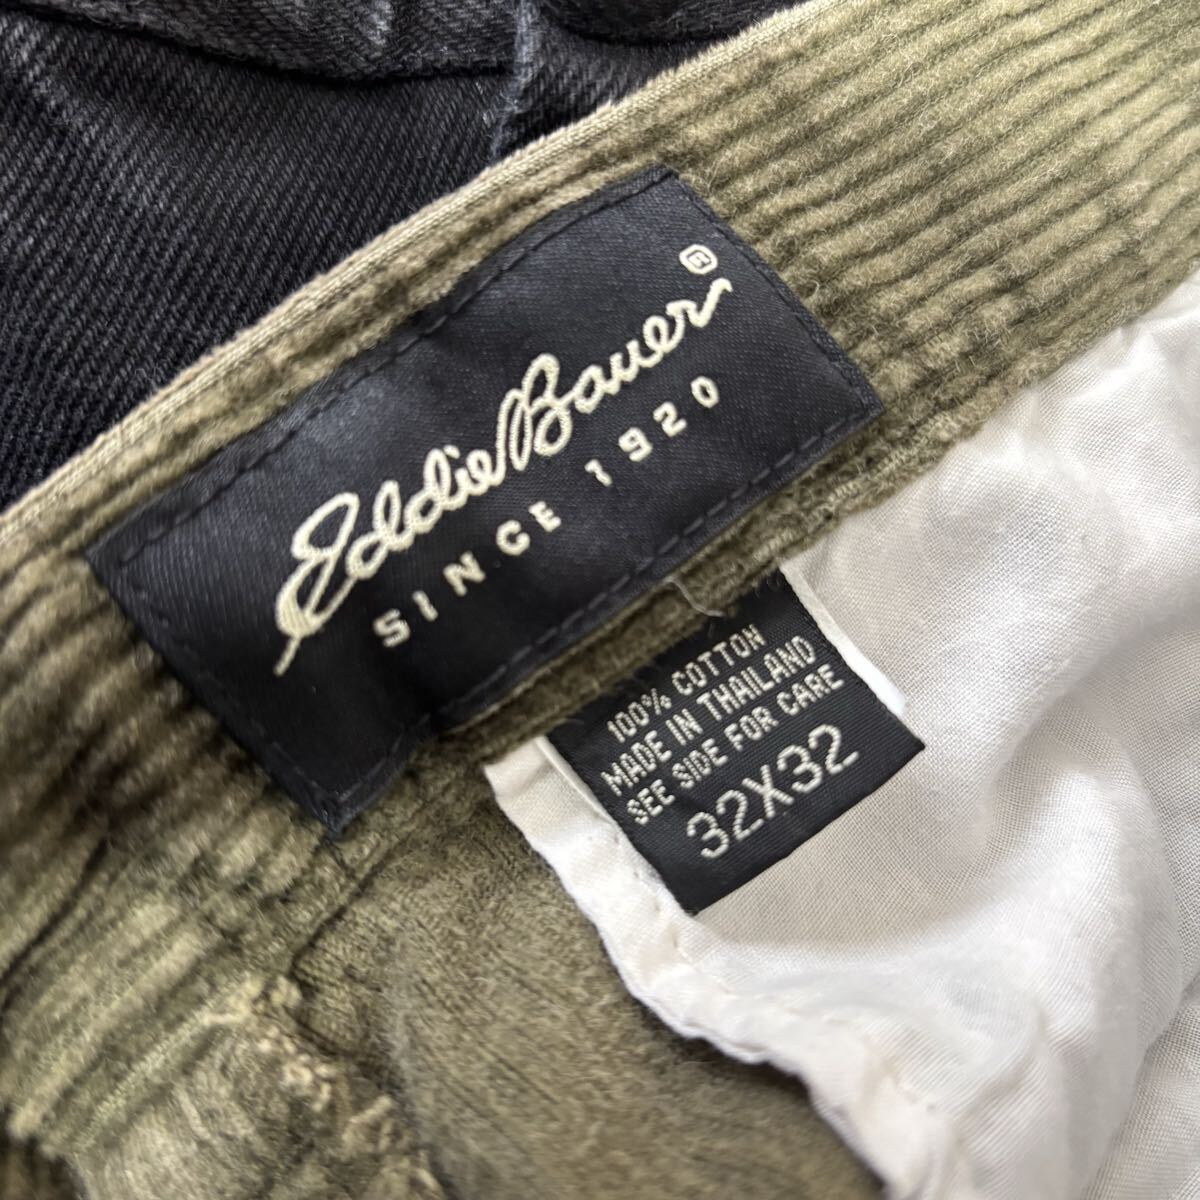 Eddie Bauer®
SINCE 1920
100% COTTON
MADE IN THAILAND
SEE SIDE FOR CARE
32X32